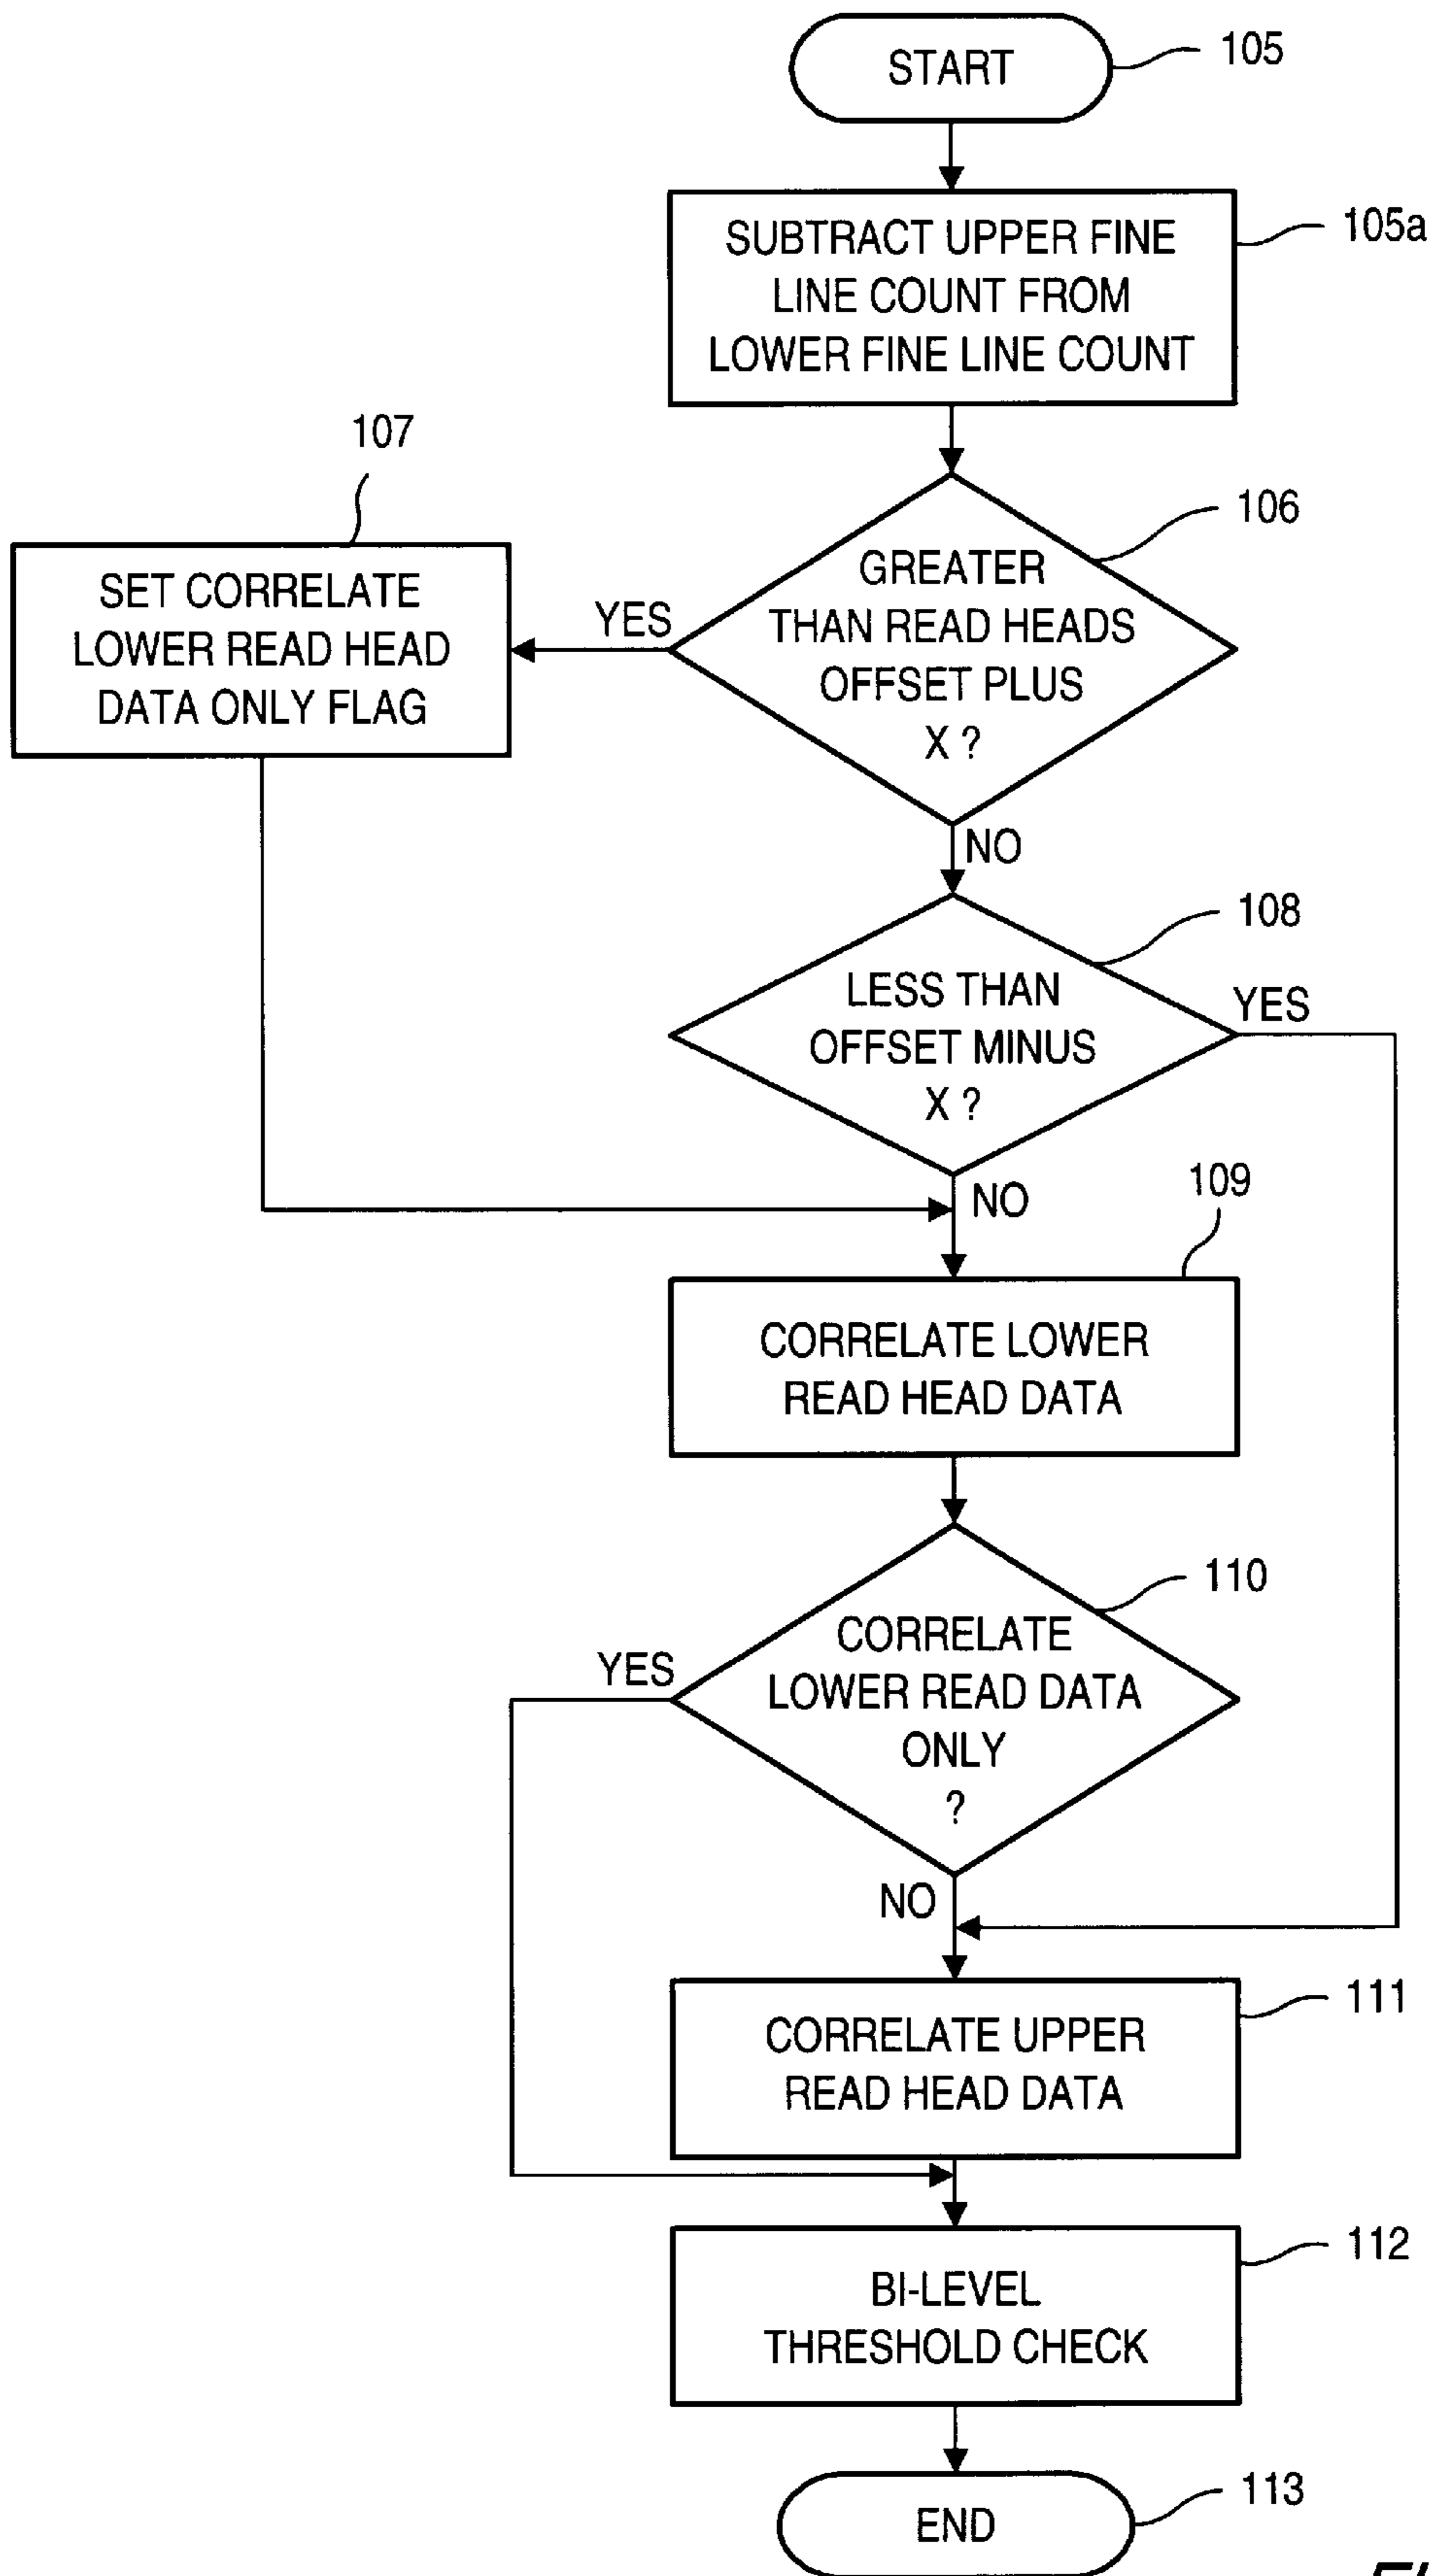 START
105
SUBTRACT UPPER FINE
LINE COUNT FROM
LOWER FINE LINE COUNT
105a
107
SET CORRELATE
LOWER READ HEAD
DATA ONLY FLAG
YES
GREATER
THAN READ HEADS
OFFSET PLUS
X ?
106
NO
108
LESS THAN
OFFSET MINUS
X ?
YES
NO
109
CORRELATE LOWER
READ HEAD DATA
110
CORRELATE
LOWER READ DATA
ONLY
?
YES
NO
111
CORRELATE UPPER
READ HEAD DATA
112
BI-LEVEL
THRESHOLD CHECK
113
END